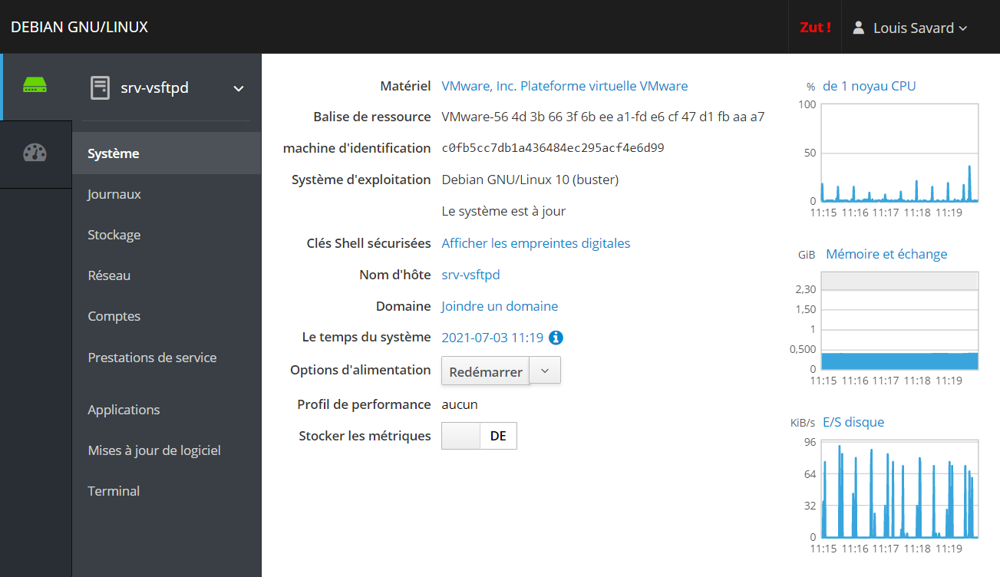 DEBIAN GNU/LINUX
Zut !
Louis Savard
srv-vsftpd
Système
Journaux
Stockage
Réseau
Comptes
Prestations de service
Applications
Mises à jour de logiciel
Terminal
Matériel VMware, Inc. Plateforme virtuelle VMware
Balise de ressource VMware-56 4d 3b 66 3f 6b ee a1-fd e6 cf 47 d1 fb aa a7
machine d'identification c0fb5cc7db1a436484ec295acf4e6d99
Système d'exploitation Debian GNU/Linux 10 (buster)
Le système est à jour
Clés Shell sécurisées Afficher les empreintes digitales
Nom d'hôte srv-vsftpd
Domaine Joindre un domaine
Le temps du système 2021-07-03 11:19
Options d'alimentation Redémarrer
Profil de performance aucun
Stocker les métriques DE
% de 1 noyau CPU
100
50
0
11:15 11:16 11:17 11:18 11:19
GiB Mémoire et échange
2,30
1,50
1
0,500
0
11:15 11:16 11:17 11:18 11:19
KiB/s E/S disque
96
64
32
0
11:15 11:16 11:17 11:18 11:19